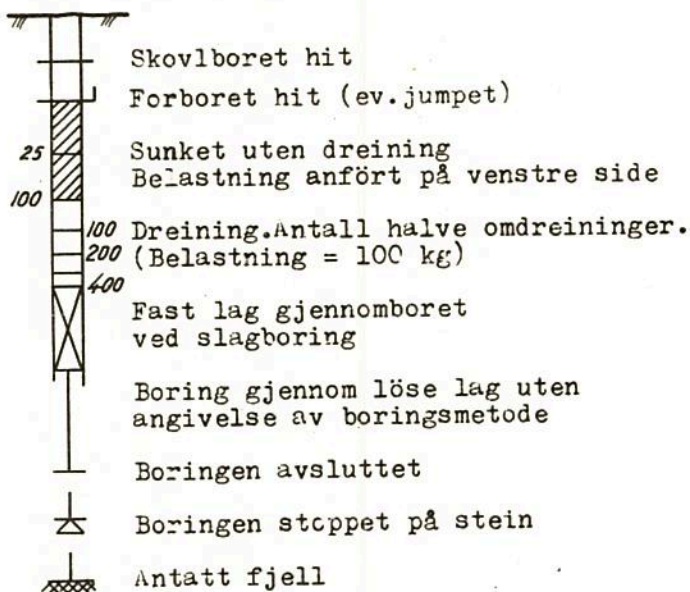 Skovlboret hit
Forboret hit (ev.jumpet)
25 Sunket uten dreining
Belastning anført på venstre side
100
100 Dreining.Antall halve omdreininger.
200 (Belastning = 100 kg)
400
Fast lag gjennomboret
ved slagboring
Boring gjennom löse lag uten
angivelse av boringsmetode
Boringen avsluttet
Boringen stoppet på stein
Antatt fjell